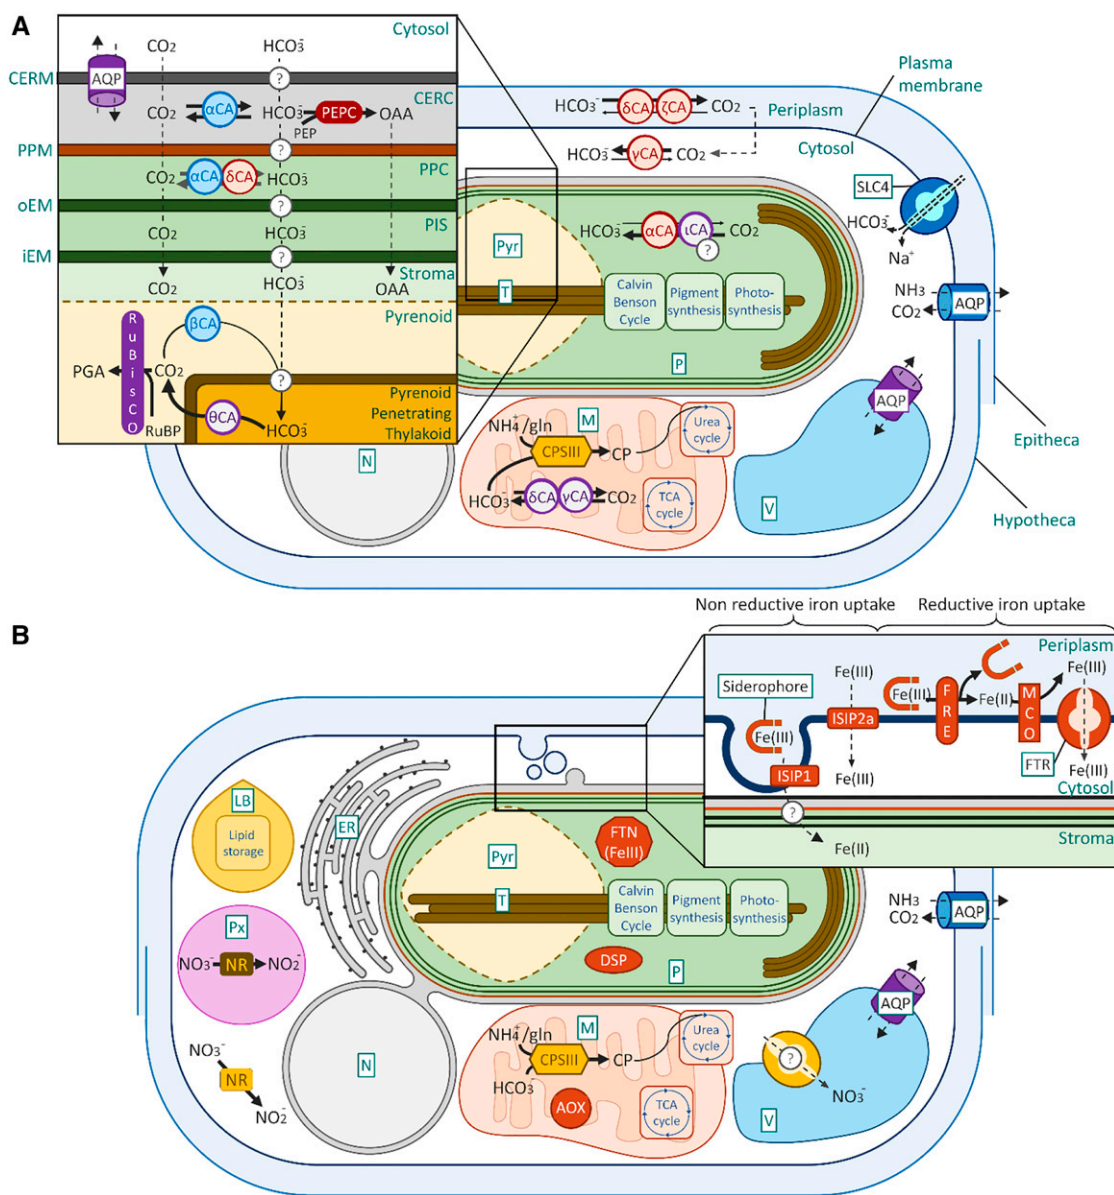 A
Cytosol
CO2
HCO3-
CERM
AQP
?
CERC
CO2
αCA
HCO3-
PEPC
OAA
PEP
PPM
?
PPC
CO2
αCA
δCA
HCO3-
oEM
?
PIS
CO2
HCO3-
iEM
?
Stroma
CO2
HCO3-
OAA
Pyrenoid
RuBisCO
βCA
PGA
CO2
?
RuBP
θCA
HCO3-
Pyrenoid
Penetrating
Thylakoid
Plasma
membrane
HCO3-
δCA
ζCA
CO2
Periplasm
HCO3-
γCA
CO2
Cytosol
SLC4
HCO3-
Na+
Pyr
HCO3-
αCA
ιCA
CO2
?
T
Calvin
Benson
Cycle
Pigment
synthesis
Photo-
synthesis
NH3
CO2
AQP
P
AQP
Epitheca
N
NH4+/gln
M
CPSIII
CP
Urea
cycle
HCO3-
δCA
γCA
CO2
TCA
cycle
V
Hypotheca
B
Non reductive iron uptake
Reductive iron uptake
Periplasm
Siderophore
Fe(III)
Fe(III)
Fe(III)
FRE
Fe(II)
MCO
Fe(III)
ISIP2a
ISIP1
Fe(III)
FTR
Fe(III)
Cytosol
?
Stroma
Fe(II)
LB
Lipid
storage
ER
Pyr
FTN
(FeIII)
T
Calvin
Benson
Cycle
Pigment
synthesis
Photo-
synthesis
NH3
CO2
AQP
Px
NO3-
NR
NO2-
DSP
P
AQP
NO3-
NR
NO2-
N
NH4+/gln
M
CPSIII
CP
Urea
cycle
HCO3-
AOX
TCA
cycle
?
NO3-
V